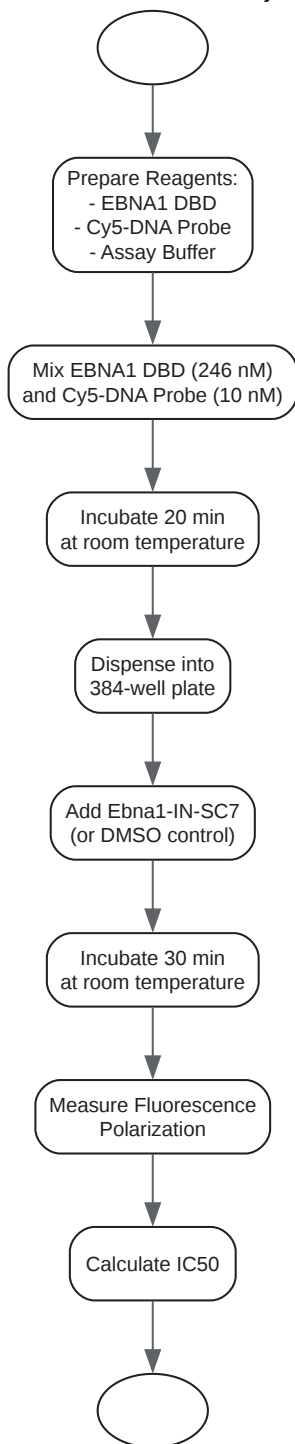 Prepare Reagents:
- EBNA1 DBD
- Cy5-DNA Probe
- Assay Buffer
Mix EBNA1 DBD (246 nM)
and Cy5-DNA Probe (10 nM)
Incubate 20 min
at room temperature
Dispense into
384-well plate
Add Ebna1-IN-SC7
(or DMSO control)
Incubate 30 min
at room temperature
Measure Fluorescence
Polarization
Calculate IC50